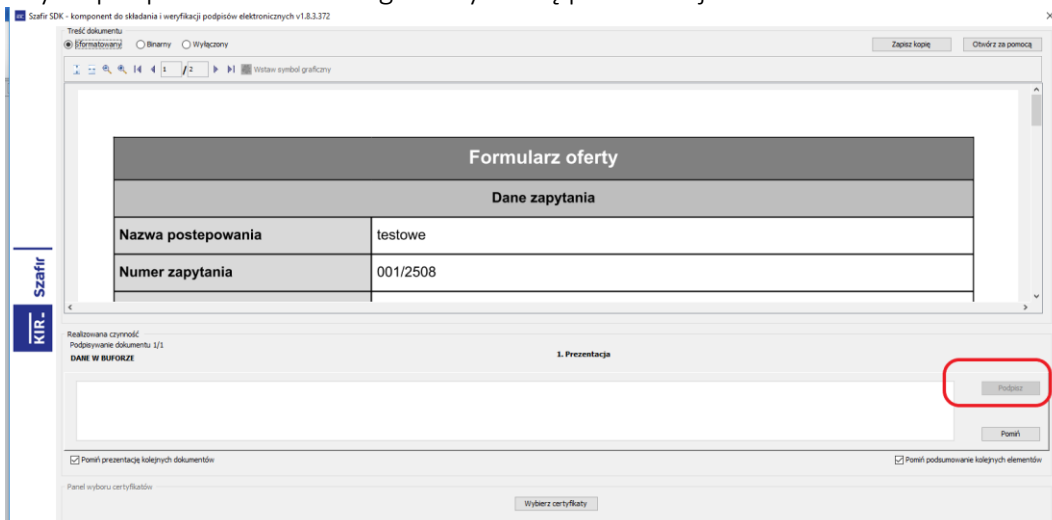 Szafir SDK - komponent do składania i weryfikacji podpisów elektronicznych v1.8.3.372
Treść dokumentu
Sformatowany Binarny Wyłączony
Zapisz kopię Otwórz za pomocą
1 / 2 Wstaw symbol graficzny
Formularz oferty
Dane zapytania
Nazwa postepowania testowe
Numer zapytania 001/2508
KIR. Szafir
Realizowana czynność
Podpisywanie dokumentu 1/1
DANE W BUFORZE
1. Prezentacja
Podpisz
Pomiń
Pomiń prezentację kolejnych dokumentów Pomiń podsumowanie kolejnych elementów
Panel wyboru certyfikatów
Wybierz certyfikaty